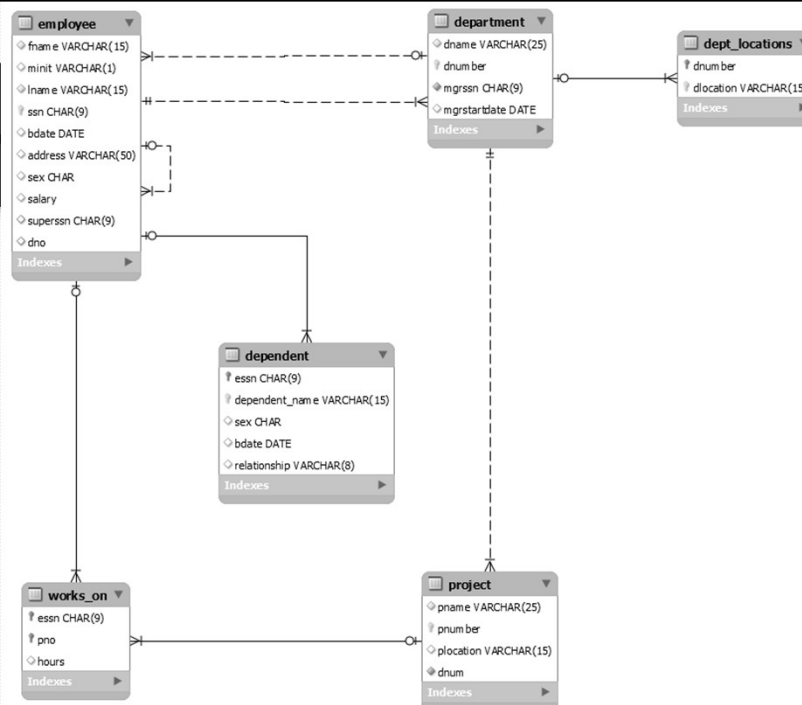 employee
fname VARCHAR(15)
minit VARCHAR(1)
lname VARCHAR(15)
ssn CHAR(9)
bdate DATE
address VARCHAR(50)
sex CHAR
salary
superssn CHAR(9)
dno
Indexes
department
dname VARCHAR(25)
dnumber
mgrssn CHAR(9)
mgrstartdate DATE
Indexes
dept_locations
dnumber
dlocation VARCHAR(15
Indexes
dependent
essn CHAR(9)
dependent_name VARCHAR(15)
sex CHAR
bdate DATE
relationship VARCHAR(8)
Indexes
works_on
essn CHAR(9)
pno
hours
Indexes
project
pname VARCHAR(25)
pnumber
plocation VARCHAR(15)
dnum
Indexes